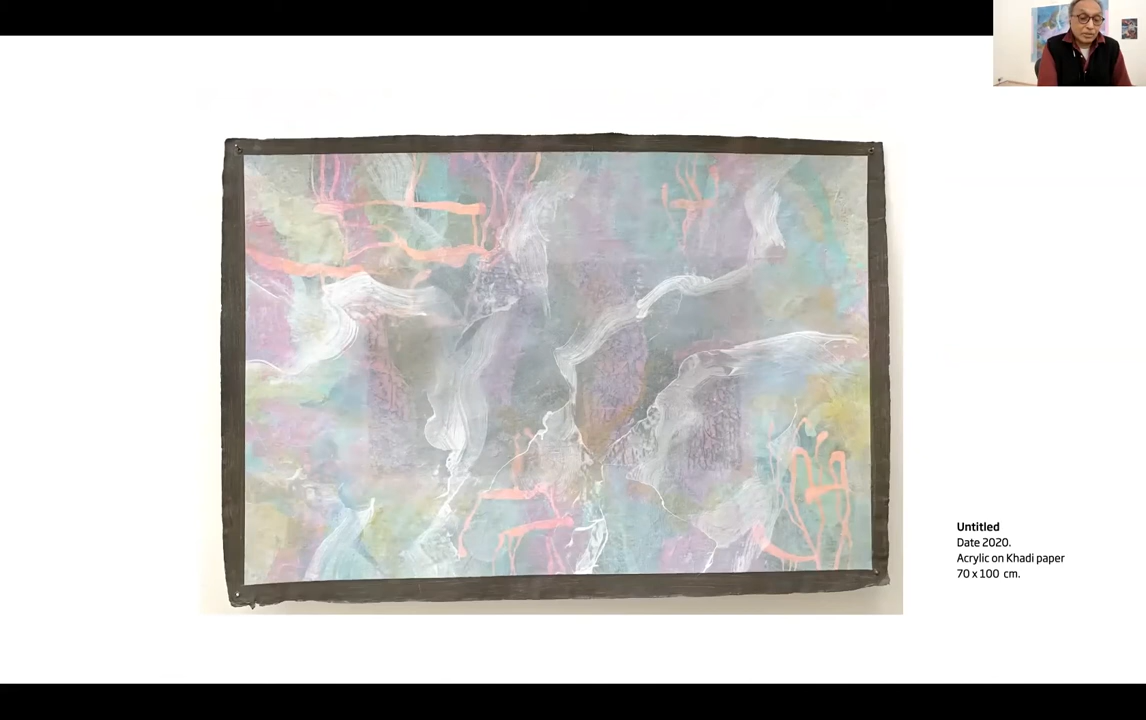 Untitled
Date 2020.
Acrylic on Khadi paper
70 x 100 cm.